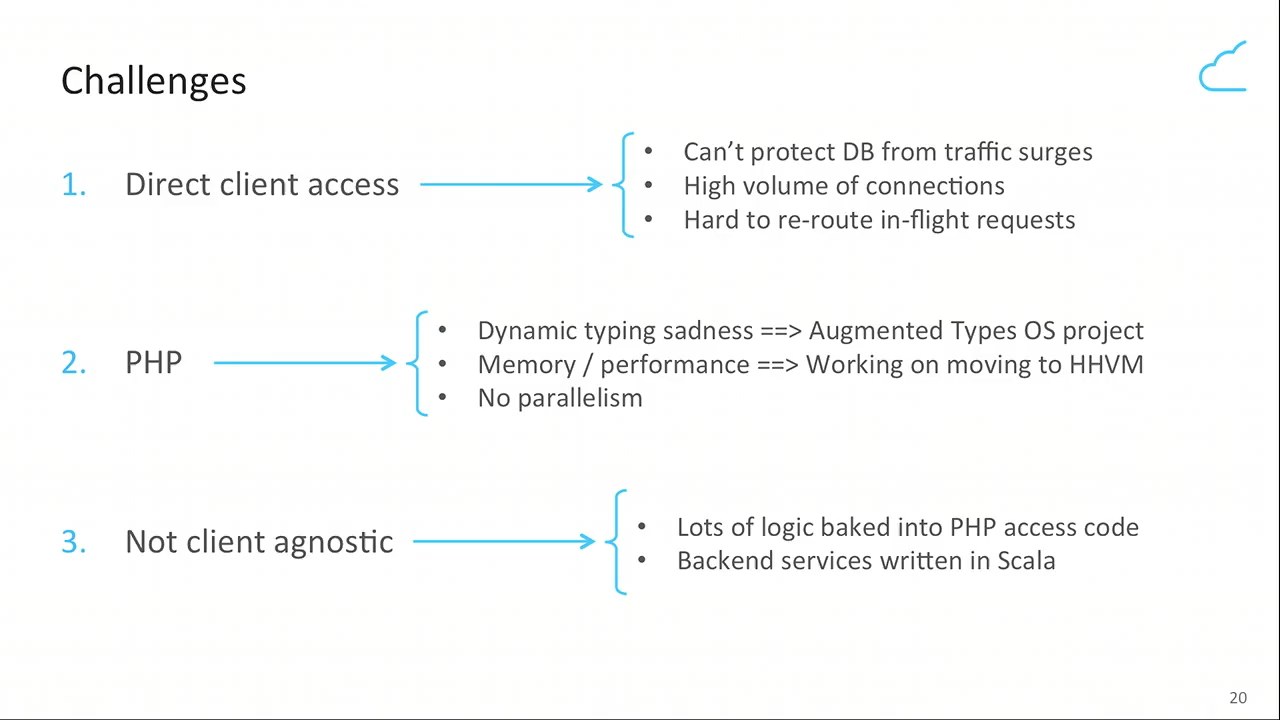 Challenges
1. Direct client access
• Can't protect DB from traffic surges
• High volume of connections
• Hard to re-route in-flight requests
2. PHP
• Dynamic typing sadness ==> Augmented Types OS project
• Memory / performance ==> Working on moving to HHVM
• No parallelism
3. Not client agnostic
• Lots of logic baked into PHP access code
• Backend services written in Scala
20